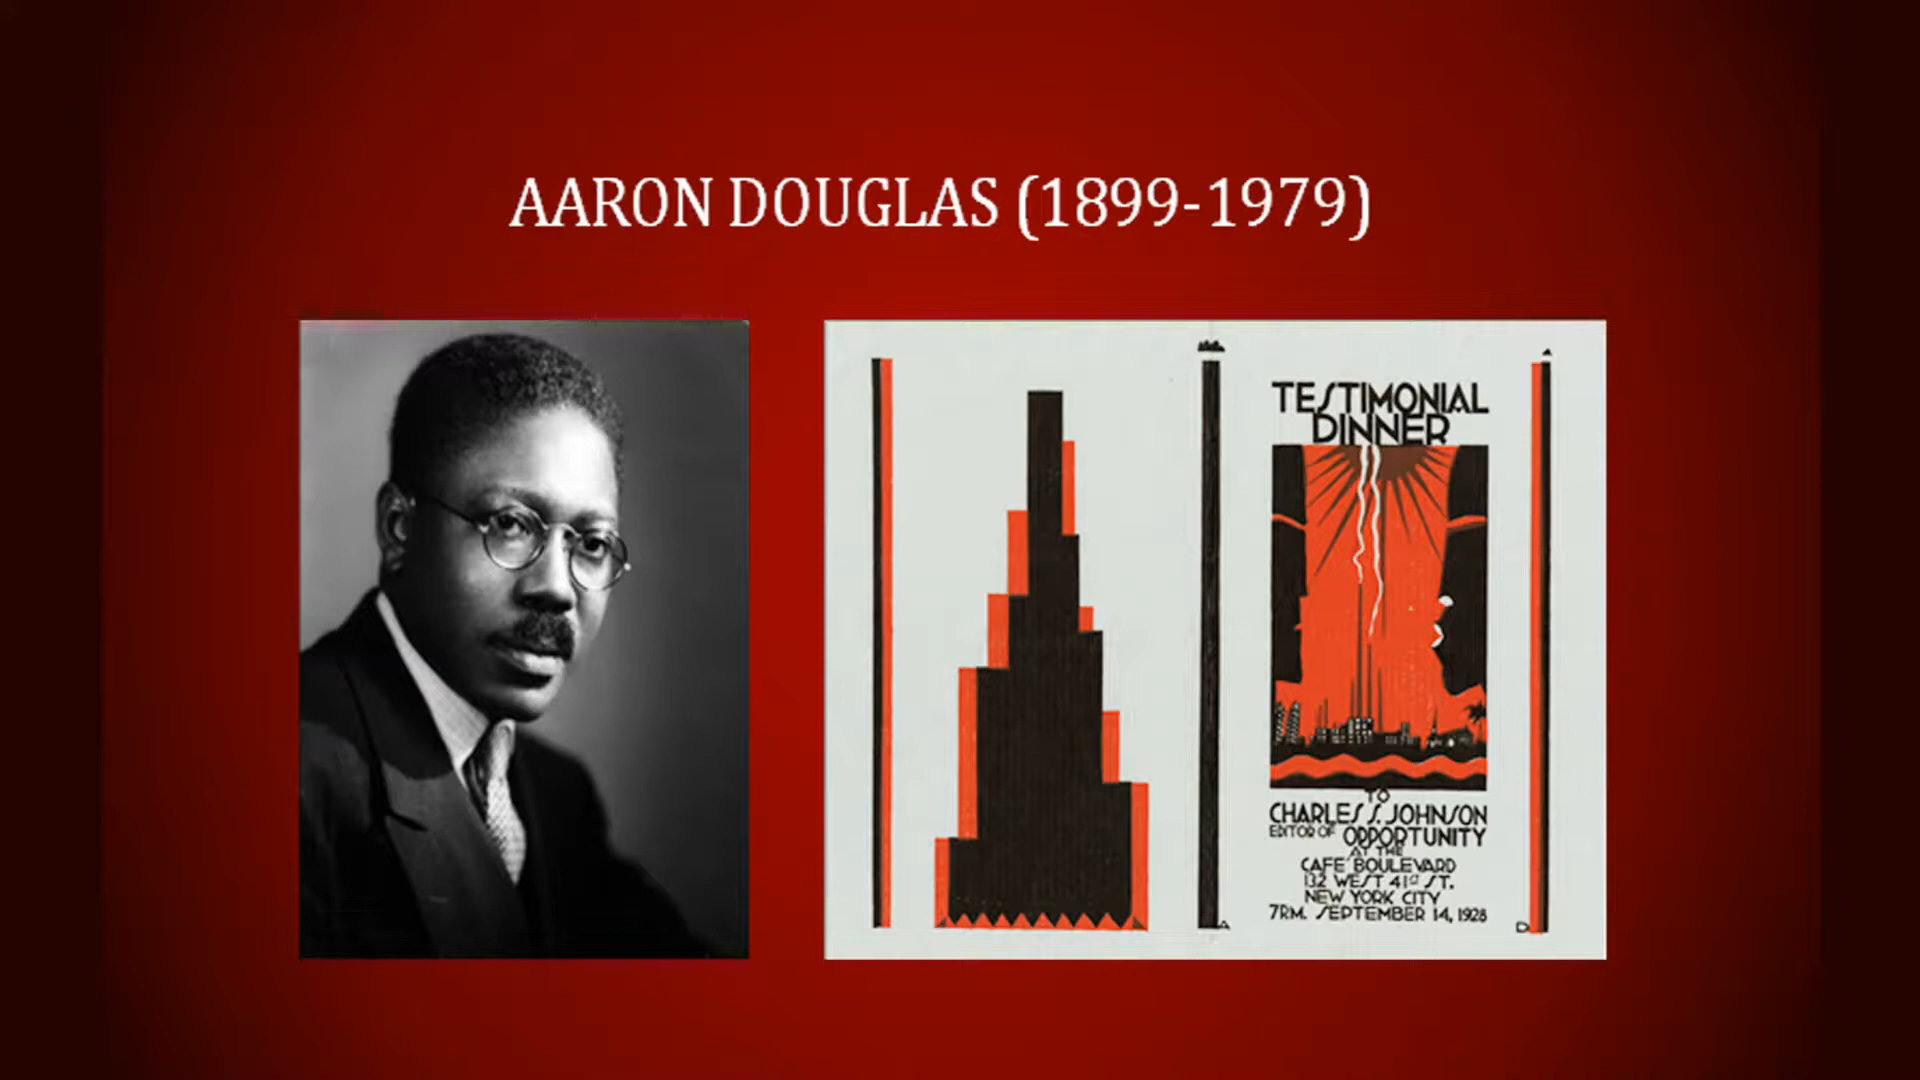 AARON DOUGLAS (1899-1979)
TESTIMONIAL
DINNER
TO
CHARLES S. JOHNSON
EDITOR OF OPPORTUNITY
AT THE
CAFE BOULEVARD
132 WEST 41ST ST.
NEW YORK CITY
7P.M. SEPTEMBER 14, 1928
A
D